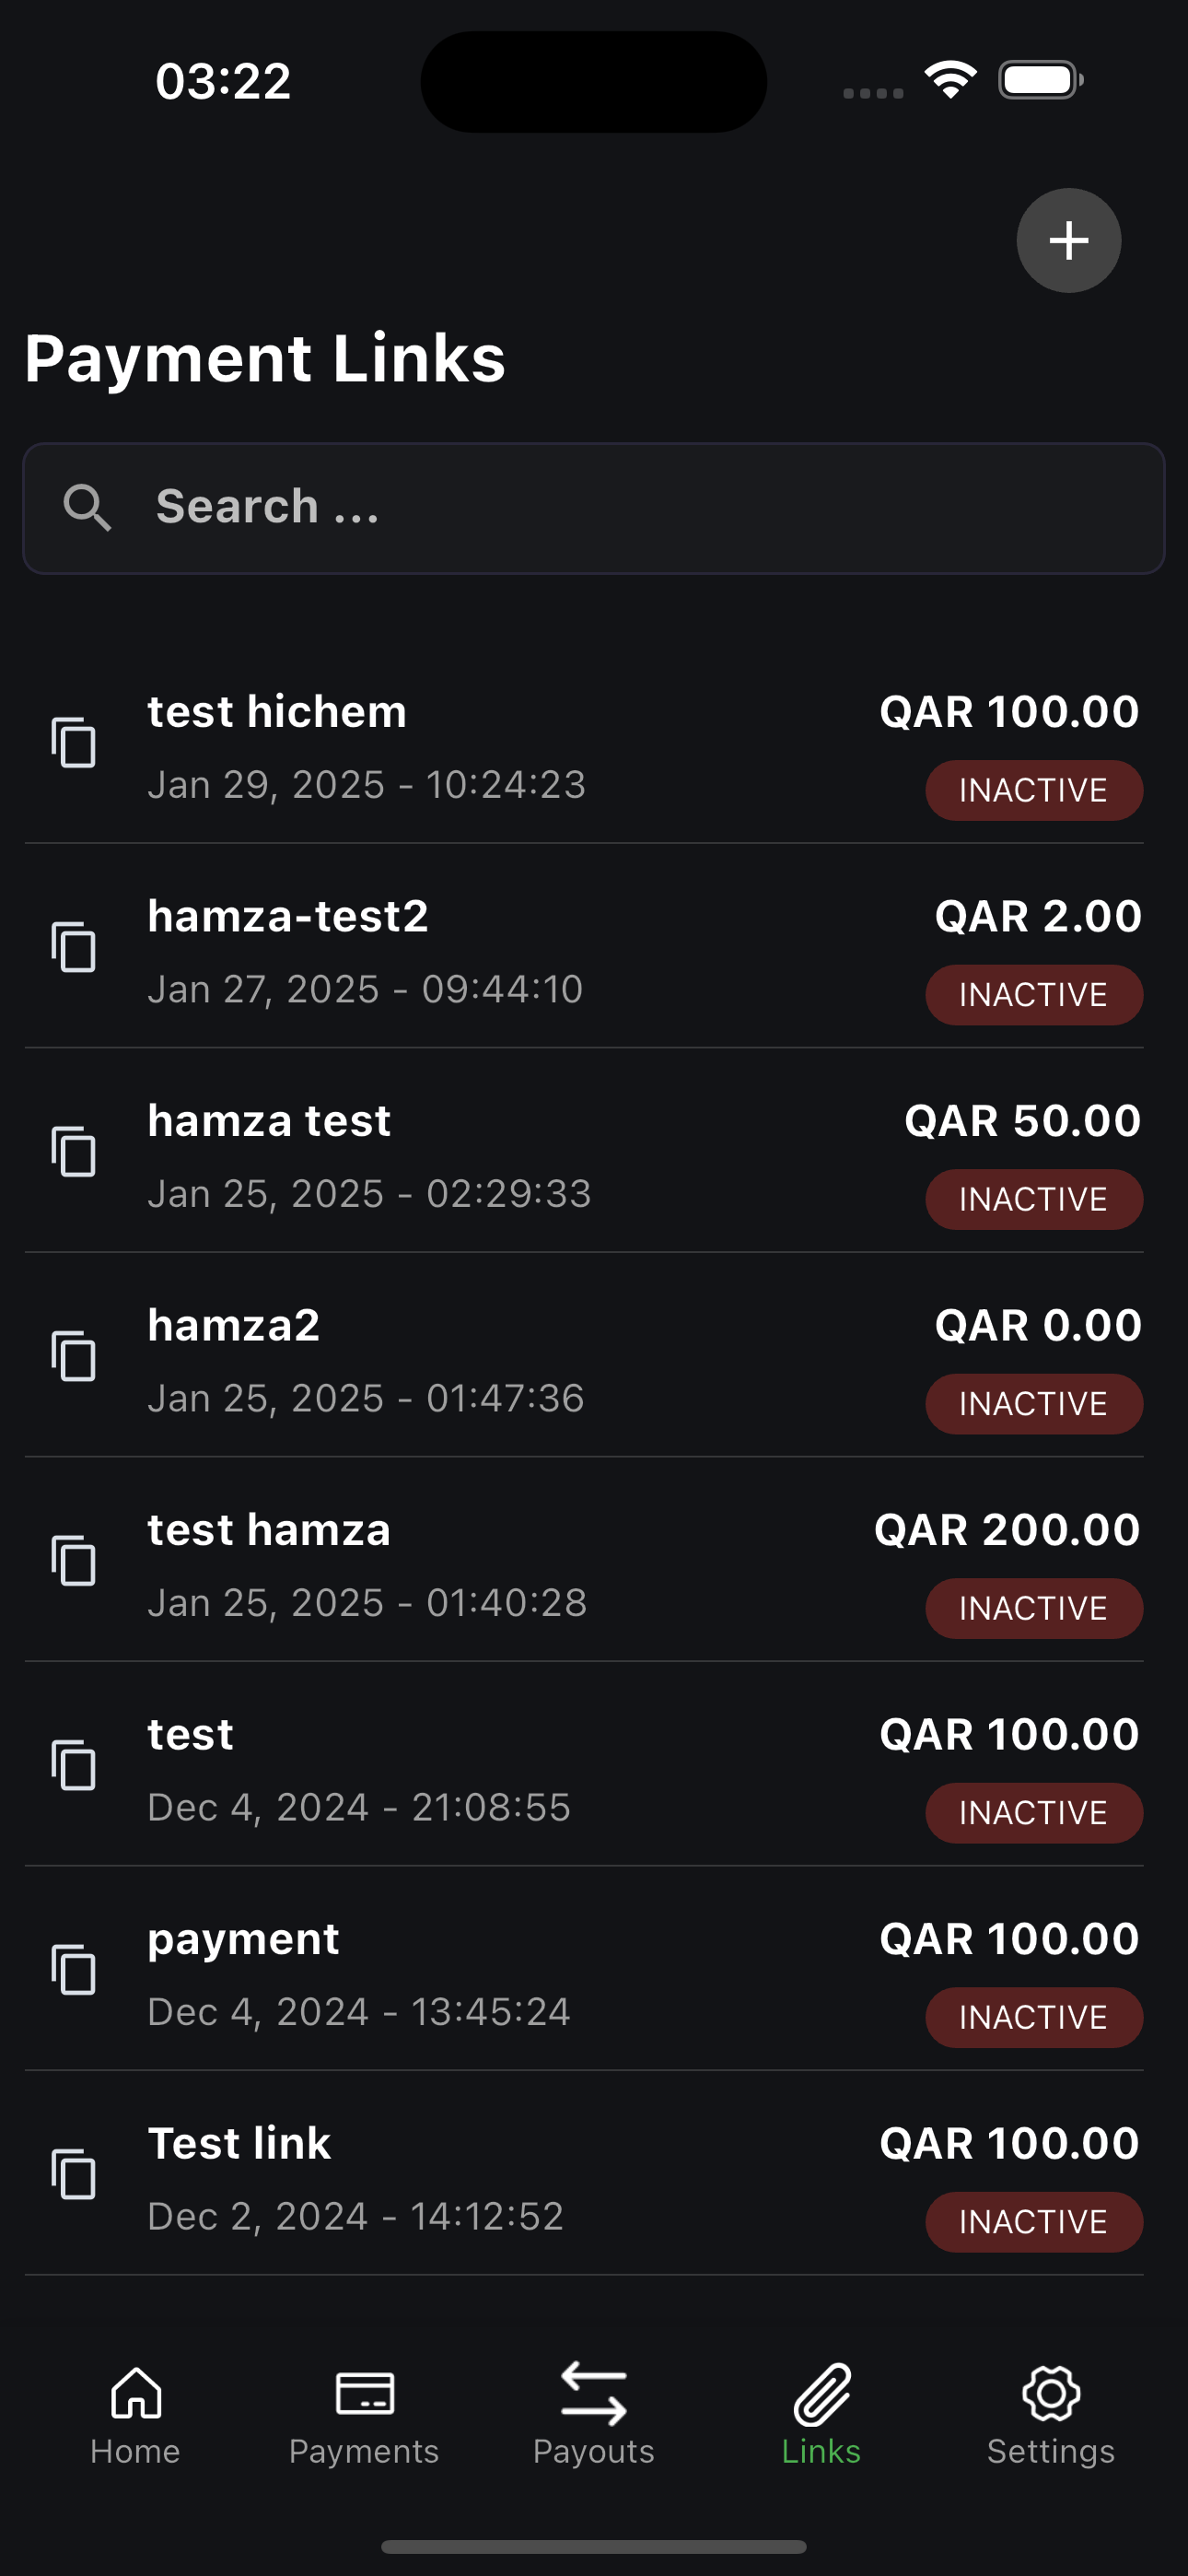 03:22
Payment Links
Search ...
test hichem QAR 100.00
Jan 29, 2025 - 10:24:23 INACTIVE
hamza-test2 QAR 2.00
Jan 27, 2025 - 09:44:10 INACTIVE
hamza test QAR 50.00
Jan 25, 2025 - 02:29:33 INACTIVE
hamza2 QAR 0.00
Jan 25, 2025 - 01:47:36 INACTIVE
test hamza QAR 200.00
Jan 25, 2025 - 01:40:28 INACTIVE
test QAR 100.00
Dec 4, 2024 - 21:08:55 INACTIVE
payment QAR 100.00
Dec 4, 2024 - 13:45:24 INACTIVE
Test link QAR 100.00
Dec 2, 2024 - 14:12:52 INACTIVE
Home Payments Payouts Links Settings